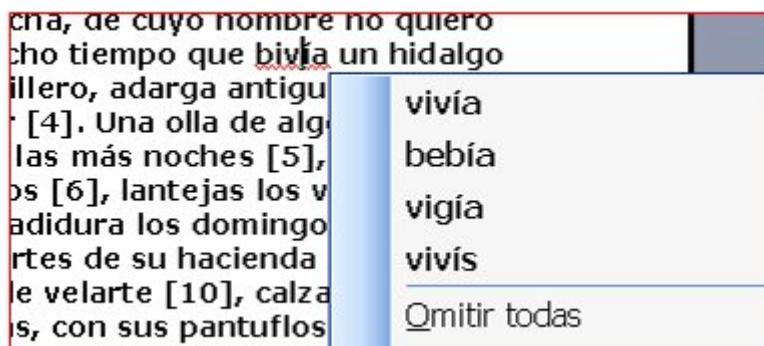 cha, de cuyo nombre no quiero
cho tiempo que bivía un hidalgo
illero, adarga antigu
[4]. Una olla de alg
las más noches [5],
os [6], lantejas los v
adidura los domingo
rtes de su hacienda
de velarte [10], calza
s, con sus pantuflos
vivía
bebía
vigía
vivís
Omitir todas